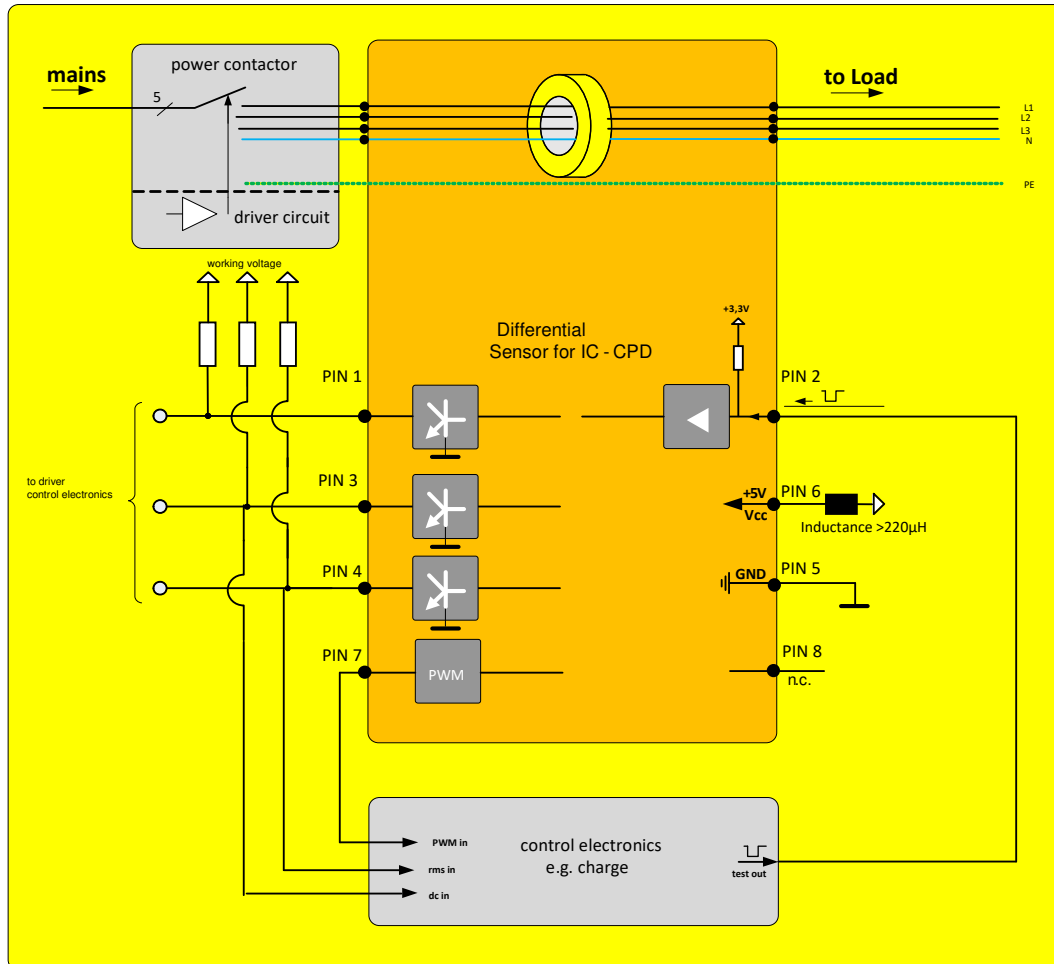 power contactor
mains
5
to Load
L1
L2
L3
N
PE
driver circuit
working voltage
+3,3V
Differential
Sensor for IC - CPD
PIN 1
PIN 2
to driver
control electronics
PIN 3
+5V
Vcc
PIN 6
Inductance >220µH
PIN 4
GND
PIN 5
PIN 7
PWM
PIN 8
n.c.
PWM in
rms in
dc in
control electronics
e.g. charge
test out